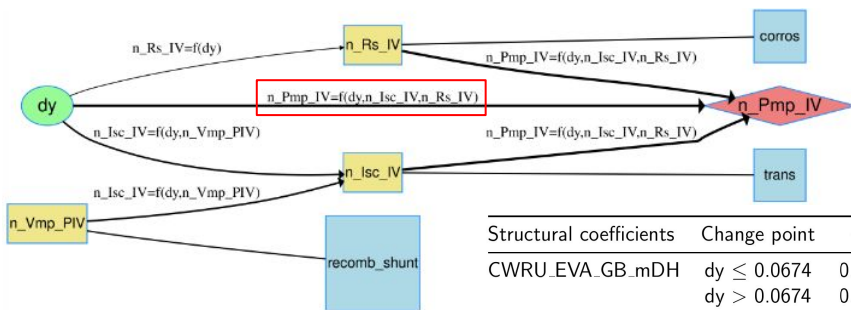 corros
n_Rs_IV=f(dy)
n_Rs_IV
n_Pmp_IV=f(dy,n_Isc_IV,n_Rs_IV)
dy
n_Pmp_IV=f(dy,n_Isc_IV,n_Rs_IV)
n_Pmp_IV
n_Isc_IV=f(dy,n_Vmp_PIV)
n_Pmp_IV=f(dy,n_Isc_IV,n_Rs_IV)
n_Isc_IV
trans
n_Isc_IV=f(dy,n_Vmp_PIV)
n_Vmp_PIV
recomb_shunt
Structural coefficients Change point
CWRU_EVA_GB_mDH dy ≤ 0.0674 0
dy > 0.0674 0